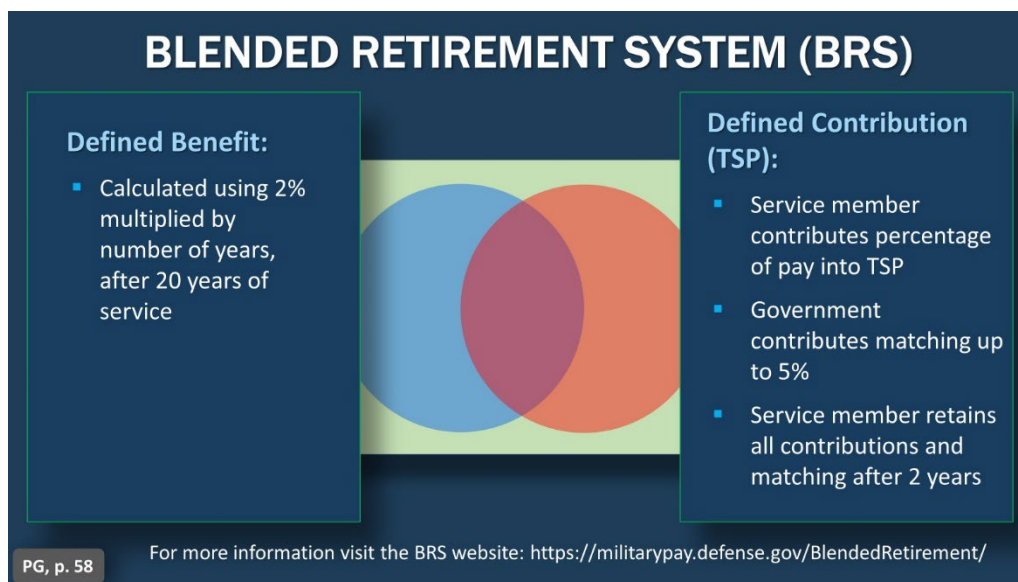 BLENDED RETIREMENT SYSTEM (BRS)
Defined Benefit:
▪ Calculated using 2%
multiplied by
number of years,
after 20 years of
service
Defined Contribution
(TSP):
▪ Service member
contributes percentage
of pay into TSP
▪ Government
contributes matching up
to 5%
▪ Service member retains
all contributions and
matching after 2 years
For more information visit the BRS website: https://militarypay.defense.gov/BlendedRetirement/
PG, p. 58